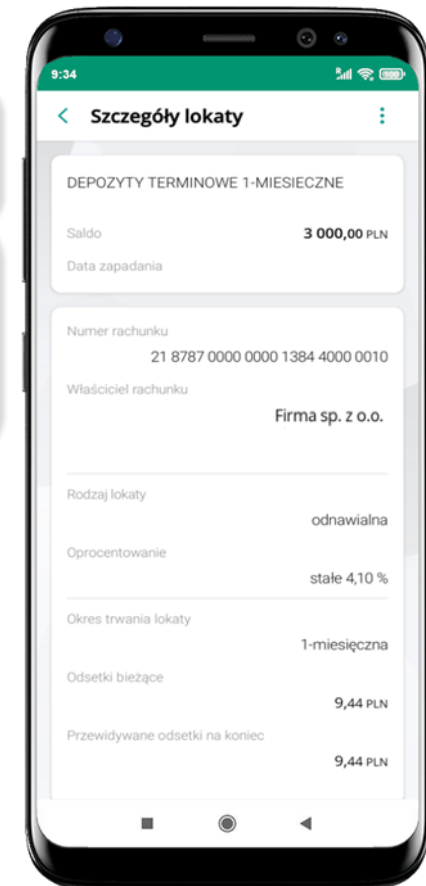 9:34
100
Szczegóły lokaty
DEPOZYTY TERMINOWE 1-MIESIECZNE
Saldo 3 000,00 PLN
Data zapadania
Numer rachunku
21 8787 0000 0000 1384 4000 0010
Właściciel rachunku
Firma sp. z o.o.
Rodzaj lokaty
odnawialna
Oprocentowanie
stałe 4,10 %
Okres trwania lokaty
1-miesięczna
Odsetki bieżące
9,44 PLN
Przewidywane odsetki na koniec
9,44 PLN